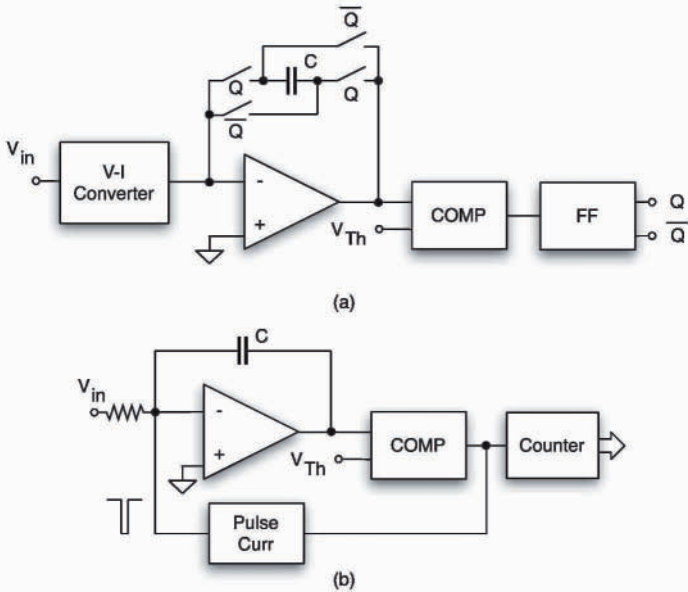 Q̅
C
Q
Q
Q̅
V_in
V-I
Converter
-
+
V_Th
COMP
FF
Q
Q̅
(a)
C
V_in
-
+
V_Th
COMP
Counter
Pulse
Curr
(b)